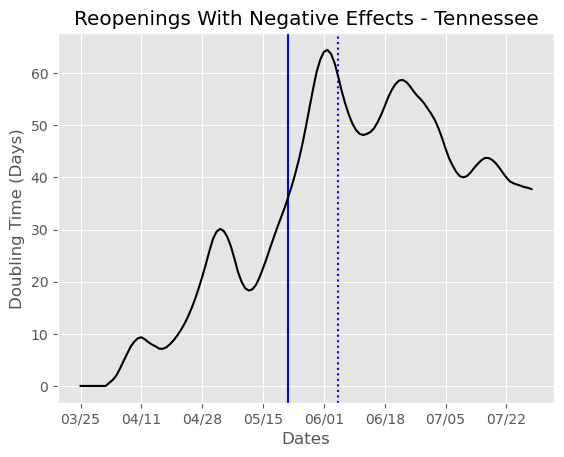 Reopenings With Negative Effects - Tennessee
Doubling Time (Days)
60
50
40
30
20
10
0
03/25 04/11 04/28 05/15 06/01 06/18 07/05 07/22
Dates